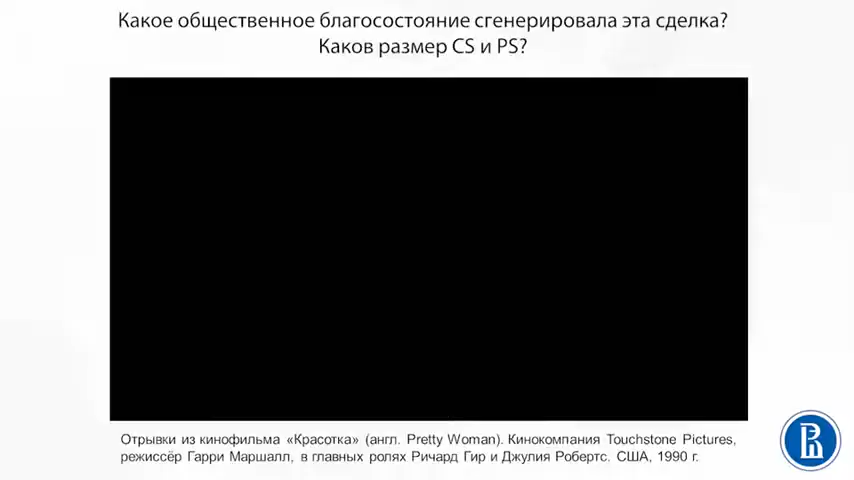 Какое общественное благосостояние сгенерировала эта сделка?
Каков размер CS и PS?
Отрывки из кинофильма «Красотка» (англ. Pretty Woman). Кинокомпания Touchstone Pictures,
режиссёр Гарри Маршалл, в главных ролях Ричард Гир и Джулия Робертс. США, 1990 г.